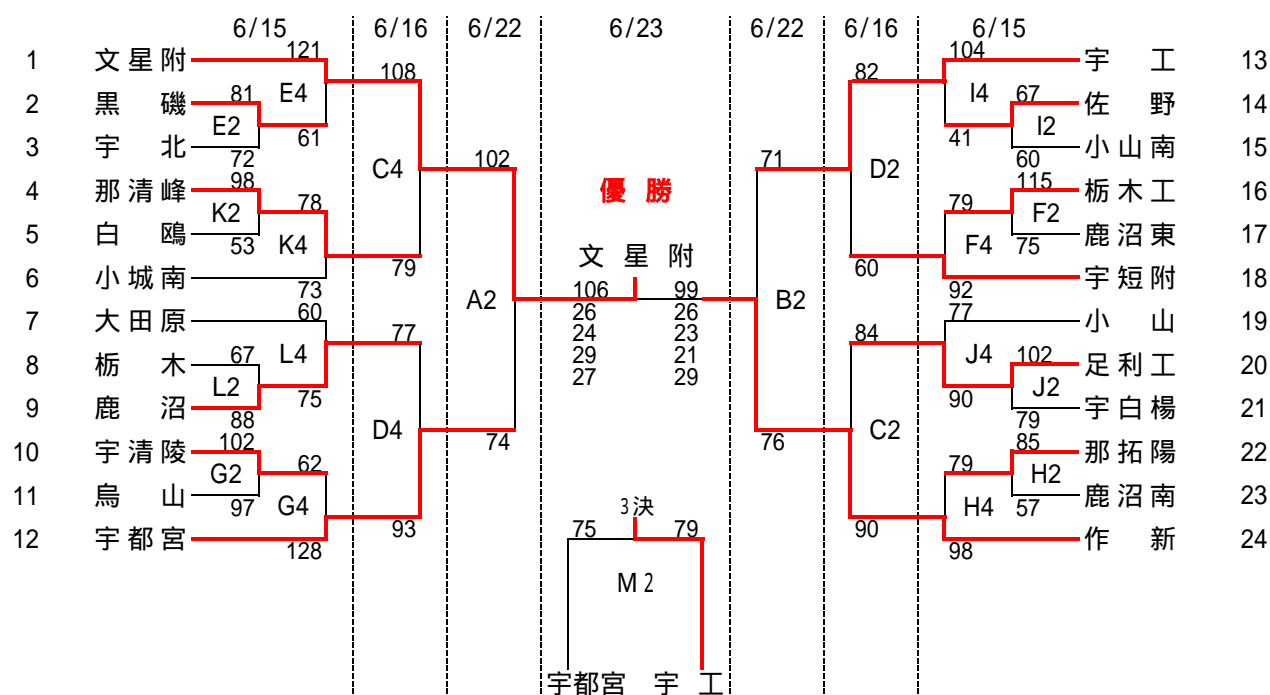 6/15 6/16 6/22 6/23 6/22 6/16 6/15
121 104
1 文星附 108 82 宇工 13
E4 I4
2 黒磯 81 67 佐野 14
E2 I2
3 宇北 61 41 小山南 15
72 102 71 60
C4 D2
4 那清峰 98 78 優勝 79 115 栃木工 16
K2 F2
5 白鴎 53 K4 F4 75 鹿沼東 17
文星附
79 60
6 小城南 宇短附 18
73 106 99 92
A2 B2
60 26 26 77
7 大田原 24 23 小山 19
77 29 21 84
L4 27 29 J4
8 栃木 67 102 足利工 20
L2 J2
9 鹿沼 75 90 宇白楊 21
88 79
D4 C2
10 宇清陵 102 74 76 85 那拓陽 22
G2 62 79 H2
11 烏山 97 G4 H4 57 鹿沼南 23
3決
93 75 79 90
12 宇都宮 作新 24
128 98
M2
宇都宮 宇工